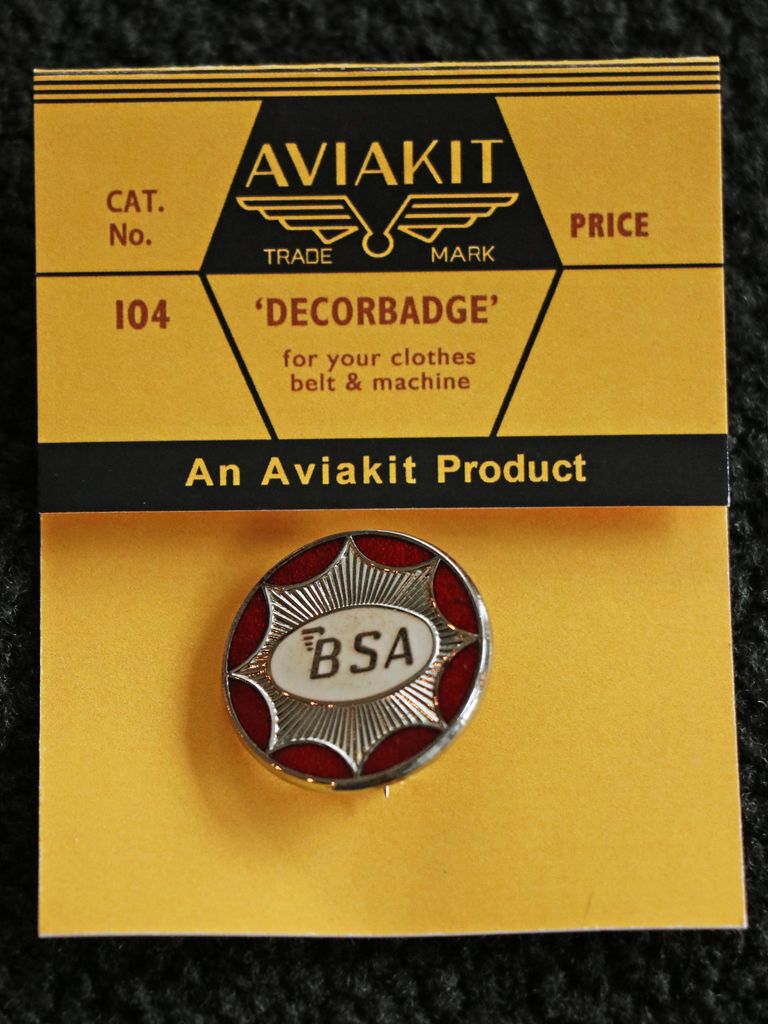 AVIAKIT
TRADE MARK
CAT.
No.
PRICE
104
'DECORBADGE'
for your clothes
belt & machine
An Aviakit Product
BSA